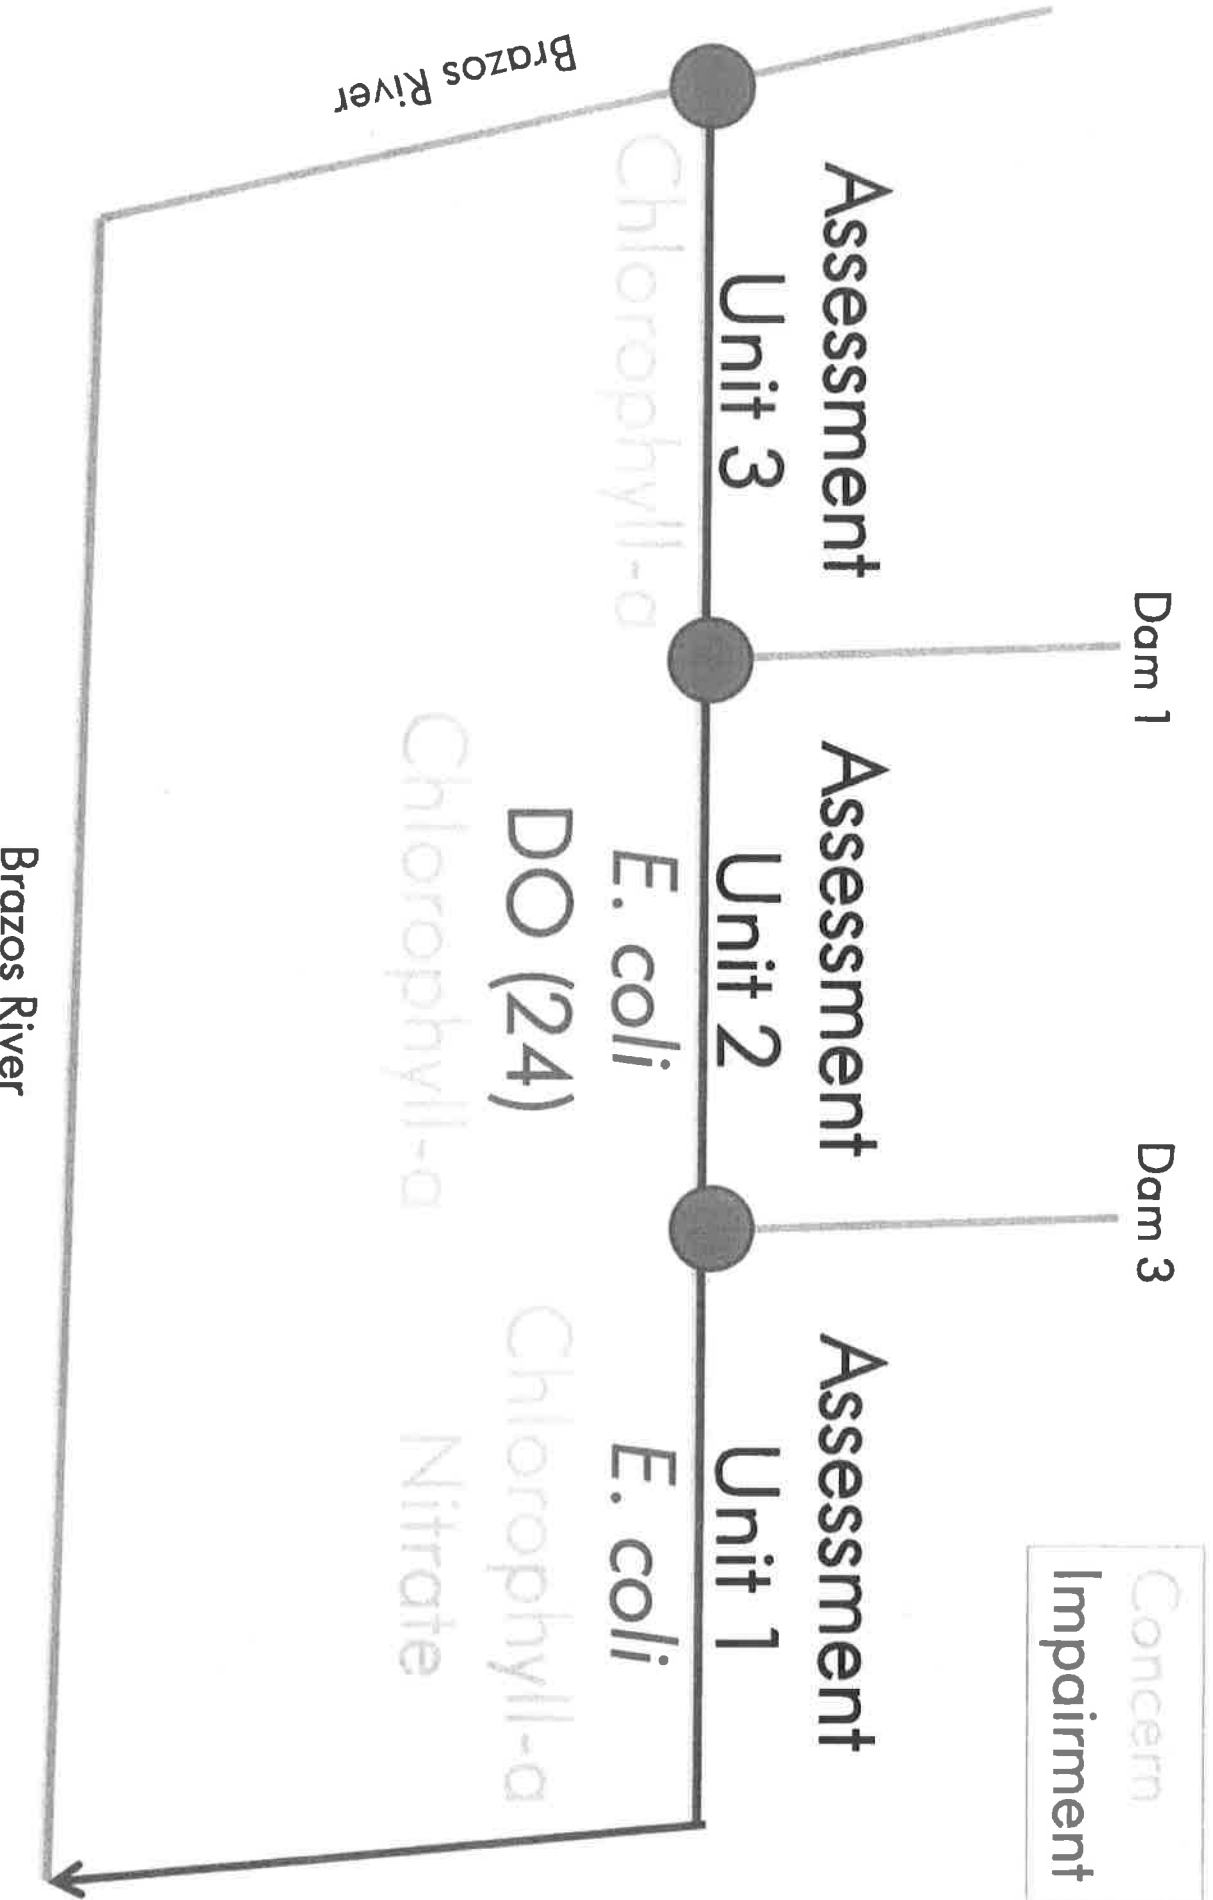 Concern
Impairment
Dam 1
Dam 3
Assessment
Unit 3
Assessment
Unit 2
Assessment
Unit 1
Chlorophyll-a
E. coli
DO (24)
Chlorophyll-a
E. coli
Chlorophyll-a
Nitrate
Brazos River
Brazos River